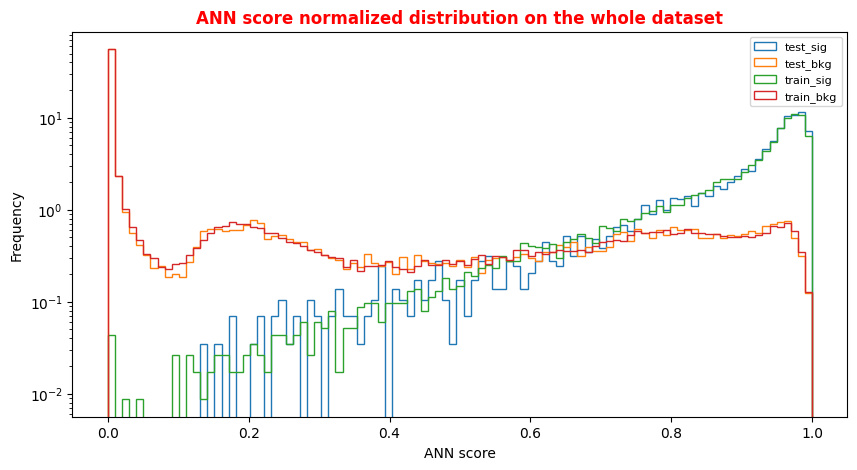 ANN score normalized distribution on the whole dataset
test_sig
test_bkg
train_sig
train_bkg
Frequency
10¹
10⁰
10⁻¹
10⁻²
0.0 0.2 0.4 0.6 0.8 1.0
ANN score